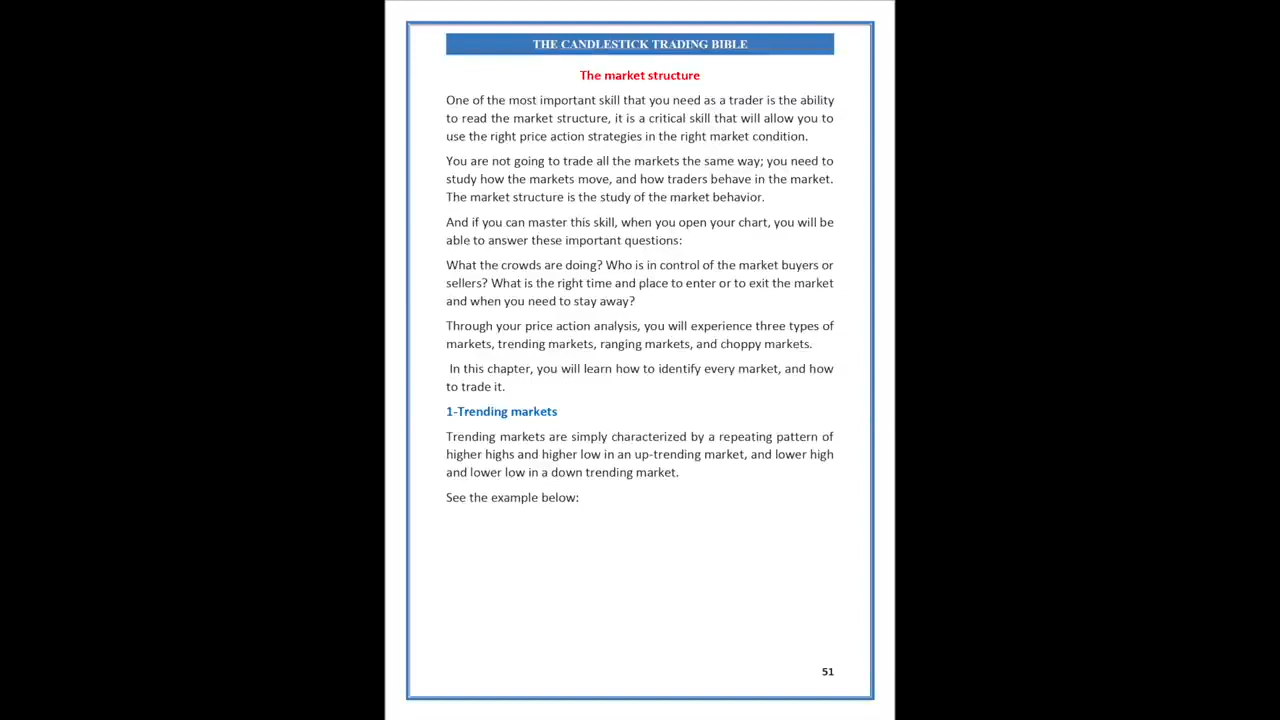 THE CANDLESTICK TRADING BIBLE
The market structure
One of the most important skill that you need as a trader is the ability
to read the market structure, it is a critical skill that will allow you to
use the right price action strategies in the right market condition.
You are not going to trade all the markets the same way; you need to
study how the markets move, and how traders behave in the market.
The market structure is the study of the market behavior.
And if you can master this skill, when you open your chart, you will be
able to answer these important questions:
What the crowds are doing? Who is in control of the market buyers or
sellers? What is the right time and place to enter or to exit the market
and when you need to stay away?
Through your price action analysis, you will experience three types of
markets, trending markets, ranging markets, and choppy markets.
In this chapter, you will learn how to identify every market, and how
to trade it.
1-Trending markets
Trending markets are simply characterized by a repeating pattern of
higher highs and higher low in an up-trending market, and lower high
and lower low in a down trending market.
See the example below:
51